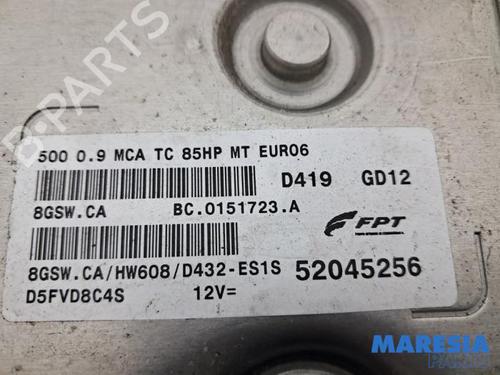 500 0.9 MCA TC 85HP MT EURO6
D419 GD12
8GSW.CA BC.0151723.A
FPT
8GSW.CA/HW608/D432-ES1S 52045256
D5FVD8C4S 12V=
B-PARTS
MARESIA
PARTS